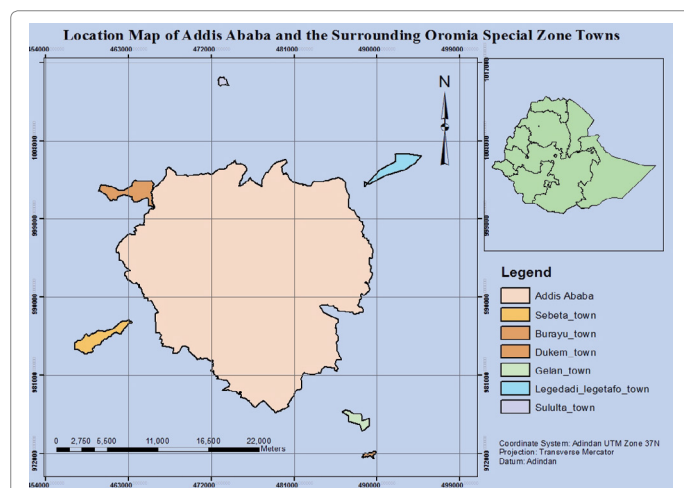 Location Map of Addis Ababa and the Surrounding Oromia Special Zone Towns
454000 463000 472000 481000 490000 499000
N
Legend
Addis Ababa
Sebeta_town
Burayu_town
Dukem_town
Gelan_town
Legedadi_legetafo_town
Sululta_town
0 2,750 5,500 11,000 16,500 22,000
Meters
Coordinate System: Adindan UTM Zone 37N
Projection: Transverse Mercator
Datum: Adindan
972000
454000 463000 472000 481000 490000 499000